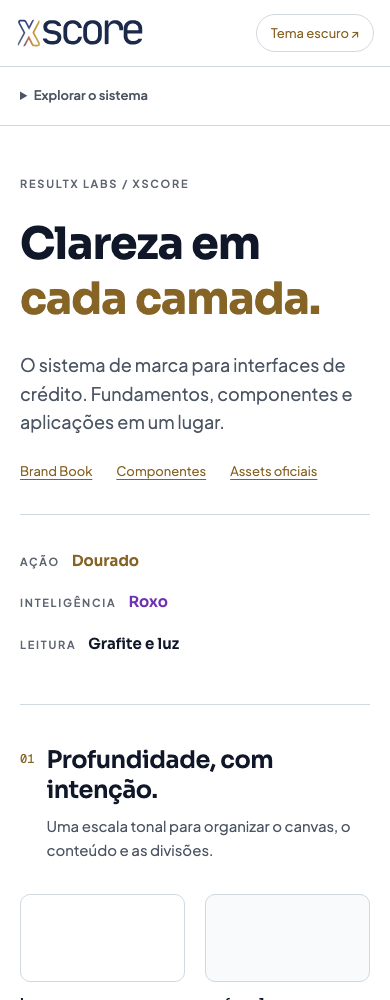 xscore
Tema escuro ↗
▶ Explorar o sistema
RESULTX LABS / XSCORE
Clareza em
cada camada.
O sistema de marca para interfaces de
crédito. Fundamentos, componentes e
aplicações em um lugar.
Brand Book Componentes Assets oficiais
AÇÃO Dourado
INTELIGÊNCIA Roxo
LEITURA Grafite e luz
01 Profundidade, com
intenção.
Uma escala tonal para organizar o canvas, o
conteúdo e as divisões.